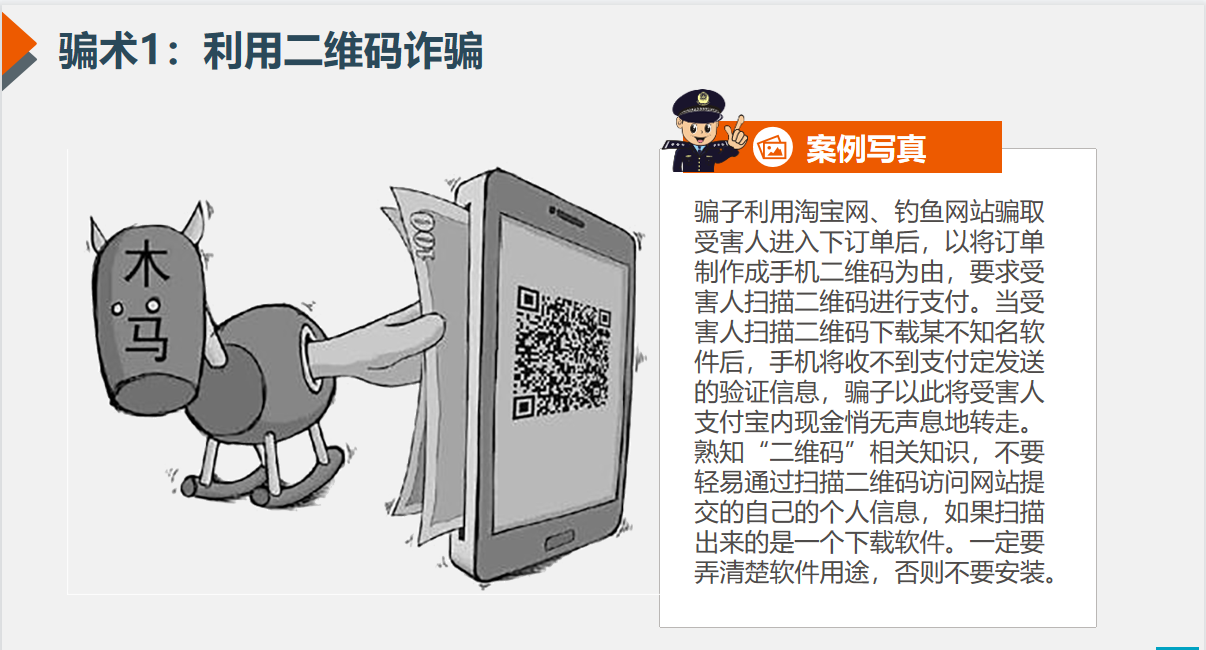 骗术1：利用二维码诈骗
案例写真
木
马
100
骗子利用淘宝网、钓鱼网站骗取
受害人进入下订单后，以将订单
制作成手机二维码为由，要求受
害人扫描二维码进行支付。当受
害人扫描二维码下载某不知名软
件后，手机将收不到支付定发送
的验证信息，骗子以此将受害人
支付宝内现金悄无声息地转走。
熟知“二维码”相关知识，不要
轻易通过扫描二维码访问网站提
交的自己的个人信息，如果扫描
出来的是一个下载软件。一定要
弄清楚软件用途，否则不要安装。